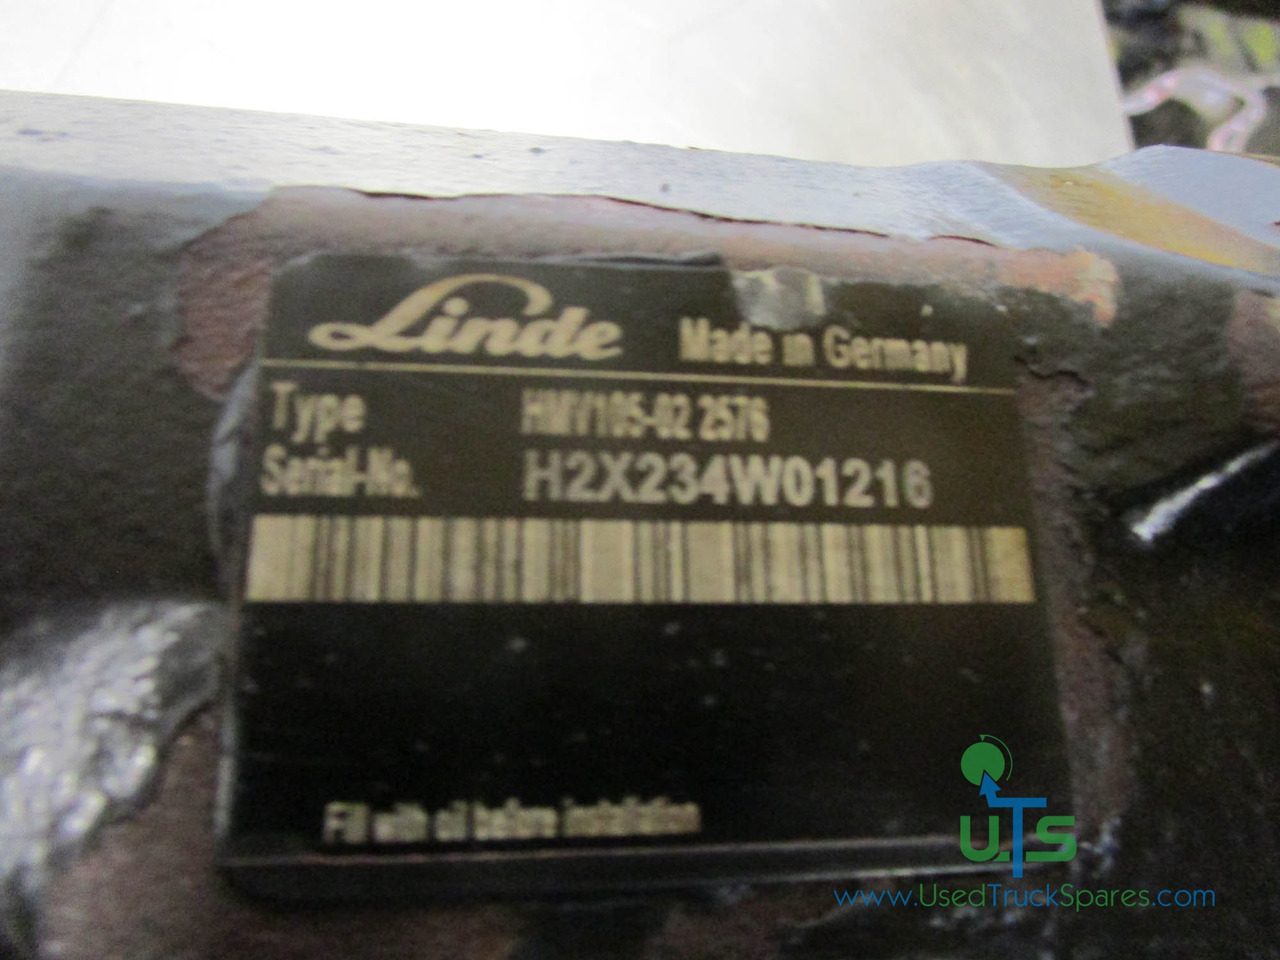 Linde Made in Germany
Type HMV105-02 2576
Serial-No. H2X234W01216
Fill with oil before installation
U.T.S
www.UsedTruckSpares.com